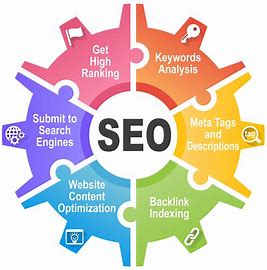 Get
High
Ranking
Keywords
Analysis
Submit to
Search
Engines
SEO
Meta Tags
and
Descriptions
tag
Website
Content
Optimization
Backlink
Indexing